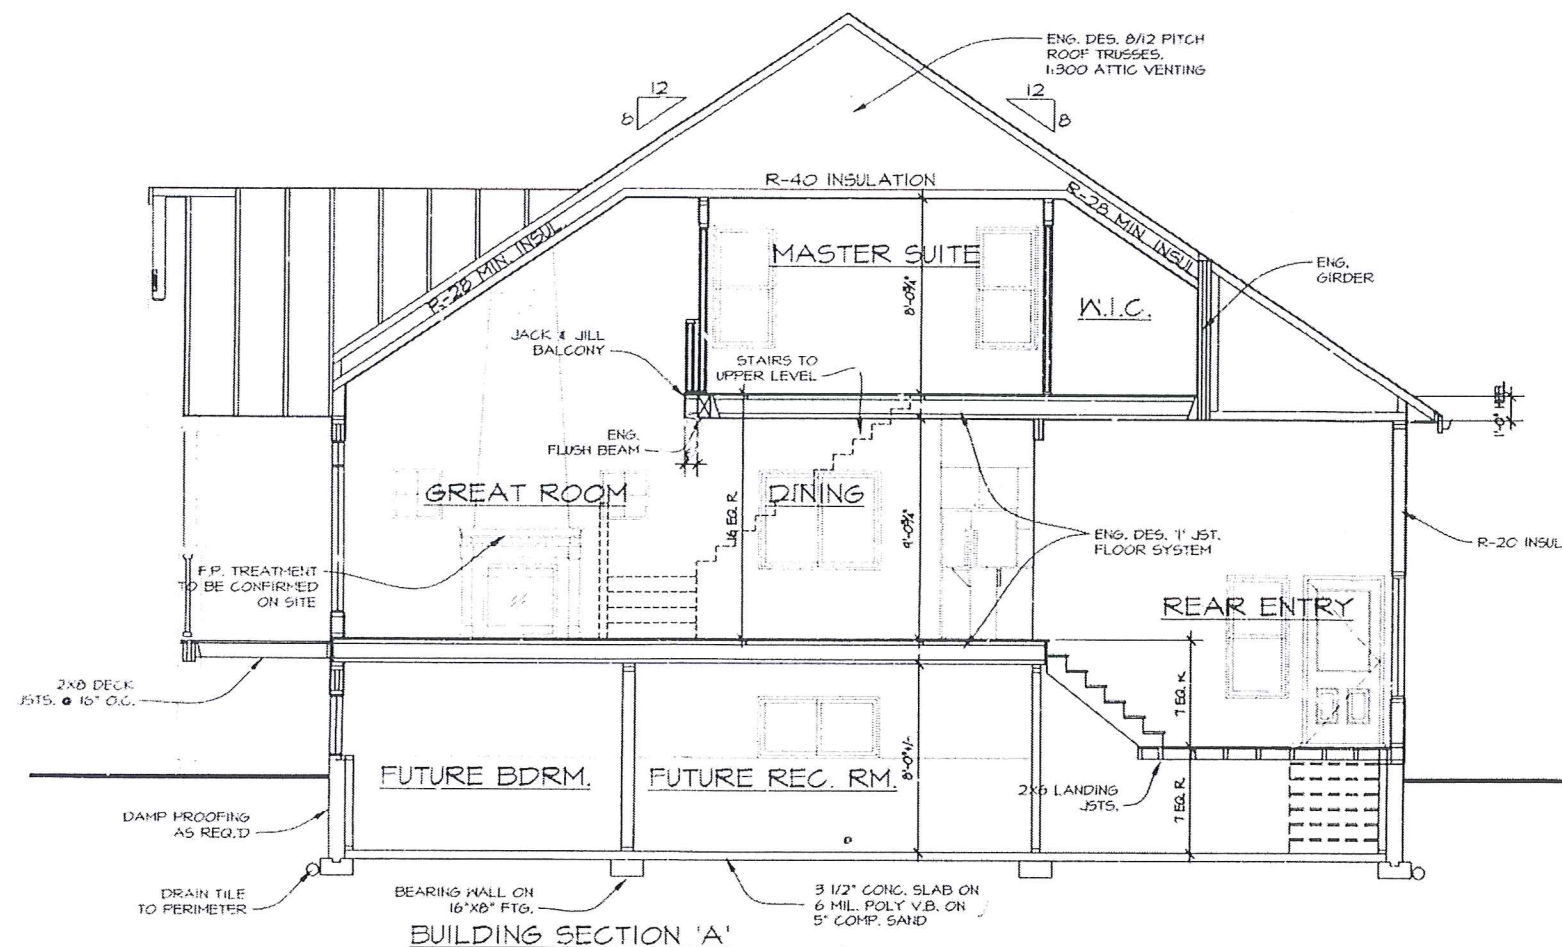 ENG. DES. 8/12 PITCH
ROOF TRUSSES.
1:300 ATTIC VENTING
12
8
12
8
R-40 INSULATION
R-28 MIN. INSUL.
R-28 MIN. INSUL
MASTER SUITE
8'-0¾"
W.I.C.
ENG.
GIRDER
JACK & JILL
BALCONY
STAIRS TO
UPPER LEVEL
1'-0" HEEL
ENG.
FLUSH BEAM
GREAT ROOM
DINING
16 EQ. R
9'-0¾"
ENG. DES. 'I' JST.
FLOOR SYSTEM
R-20 INSUL
F.P. TREATMENT
TO BE CONFIRMED
ON SITE
REAR ENTRY
2X8 DECK
JSTS. @ 16" O.C.
7 EQ. R
FUTURE BDRM.
FUTURE REC. RM.
8'-0"+/-
2X6 LANDING
JSTS.
7 EQ. R
DAMP PROOFING
AS REQ.'D
DRAIN TILE
TO PERIMETER
BEARING WALL ON
16"X8" FTG.
3 1/2" CONC. SLAB ON
6 MIL. POLY V.B. ON
5" COMP. SAND
BUILDING SECTION 'A'